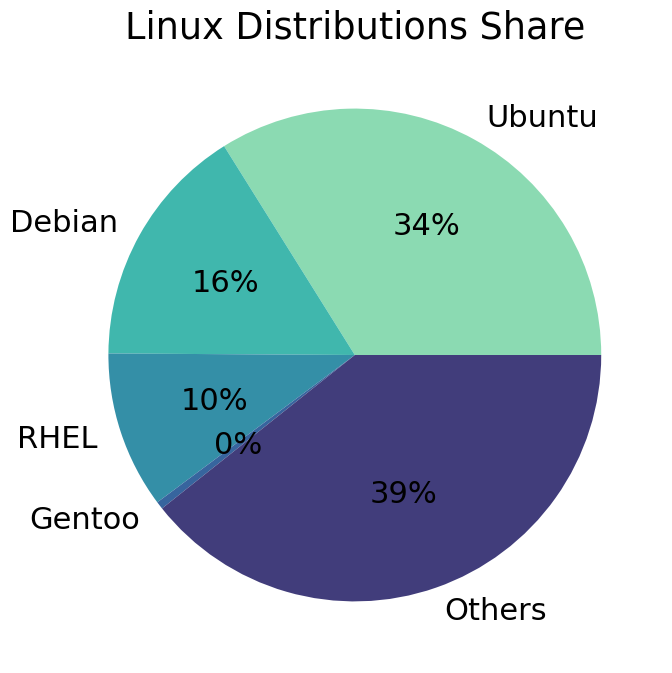 Linux Distributions Share
Ubuntu
34%
Debian
16%
RHEL
10%
Gentoo
0%
Others
39%